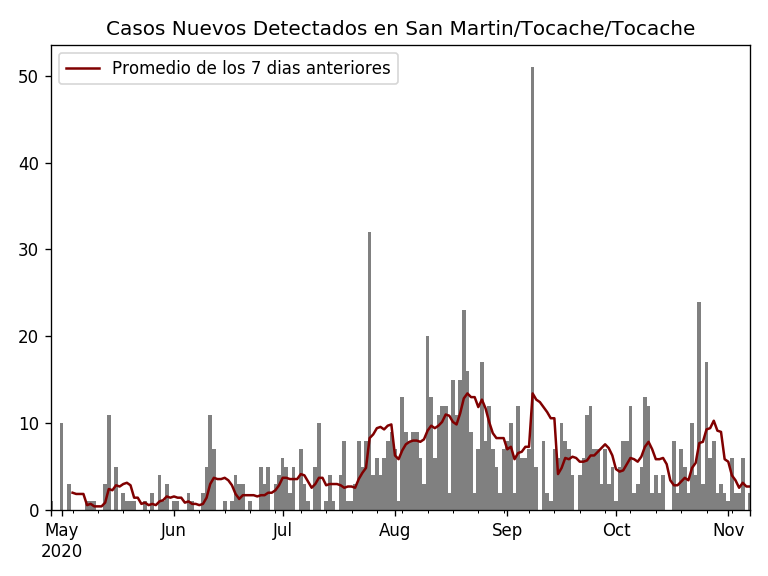 Casos Nuevos Detectados en San Martin/Tocache/Tocache
Promedio de los 7 dias anteriores
50
40
30
20
10
0
May Jun Jul Aug Sep Oct Nov
2020